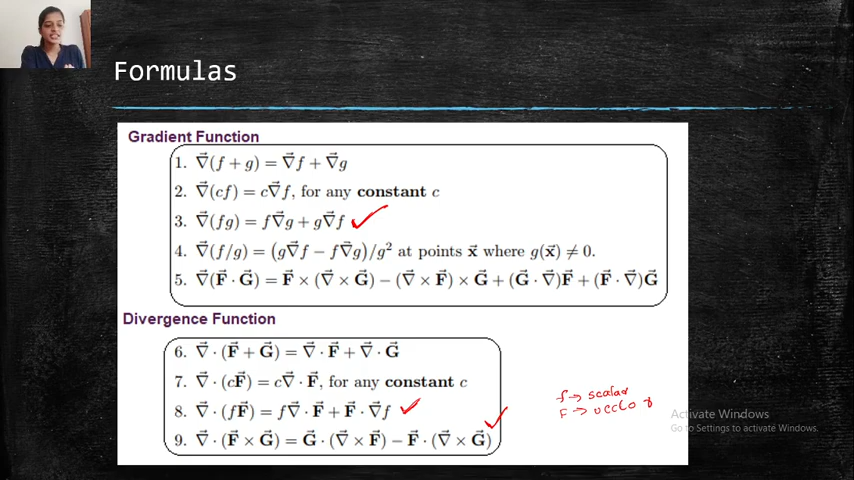 Formulas
Gradient Function
1. ∇⃗(f + g) = ∇⃗f + ∇⃗g
2. ∇⃗(cf) = c∇⃗f, for any constant c
3. ∇⃗(fg) = f∇⃗g + g∇⃗f
4. ∇⃗(f/g) = (g∇⃗f − f∇⃗g)/g² at points x⃗ where g(x⃗) ≠ 0.
5. ∇⃗(F⃗ · G⃗) = F⃗ × (∇⃗ × G⃗) − (∇⃗ × F⃗) × G⃗ + (G⃗ · ∇⃗)F⃗ + (F⃗ · ∇⃗)G⃗
Divergence Function
6. ∇⃗ · (F⃗ + G⃗) = ∇⃗ · F⃗ + ∇⃗ · G⃗
7. ∇⃗ · (cF⃗) = c∇⃗ · F⃗, for any constant c
8. ∇⃗ · (fF⃗) = f∇⃗ · F⃗ + F⃗ · ∇⃗f
9. ∇⃗ · (F⃗ × G⃗) = G⃗ · (∇⃗ × F⃗) − F⃗ · (∇⃗ × G⃗)
f → scalar
F → vector
Activate Windows
Go to Settings to activate Windows.